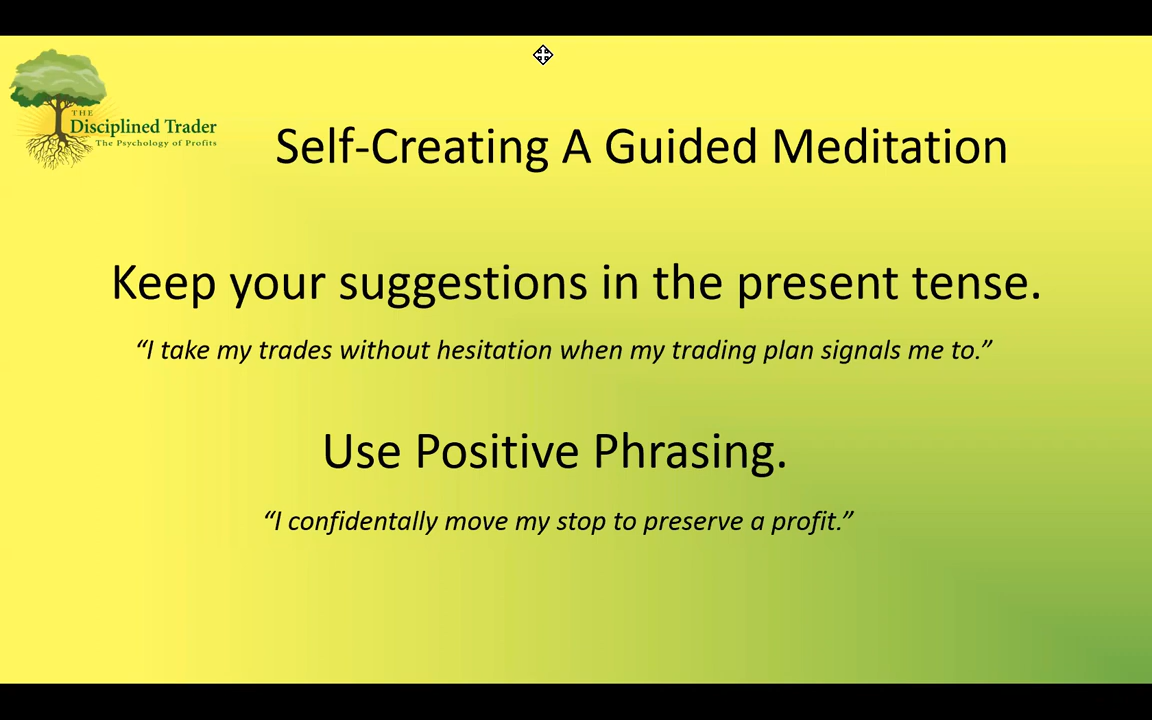 THE
Disciplined Trader
The Psychology of Profits
Self-Creating A Guided Meditation
Keep your suggestions in the present tense.
“I take my trades without hesitation when my trading plan signals me to.”
Use Positive Phrasing.
“I confidentally move my stop to preserve a profit.”